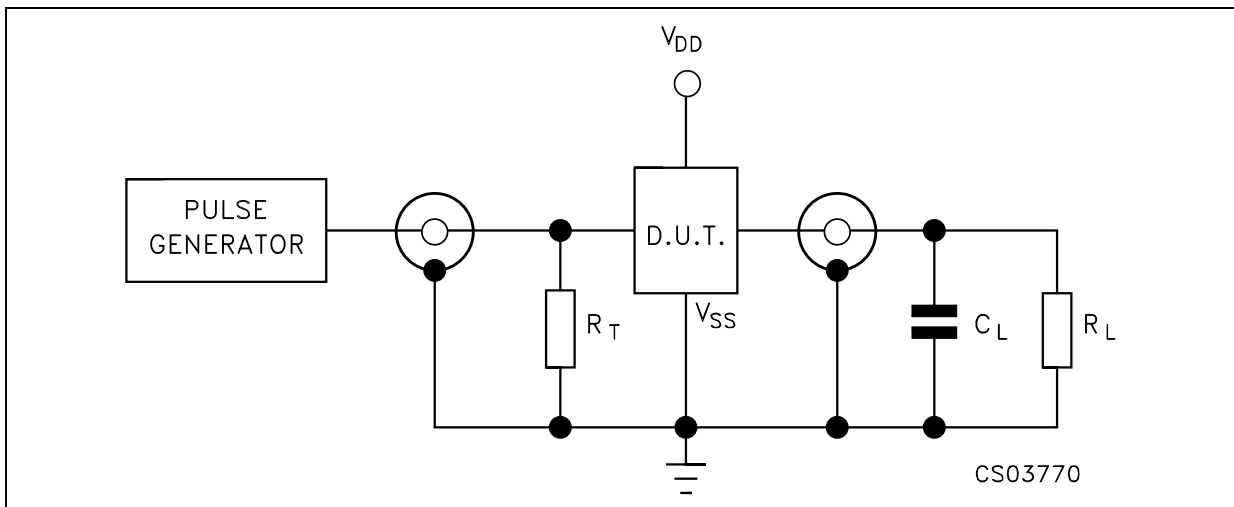 VDD
PULSE
GENERATOR
D.U.T.
VSS
RT
CL
RL
CS03770